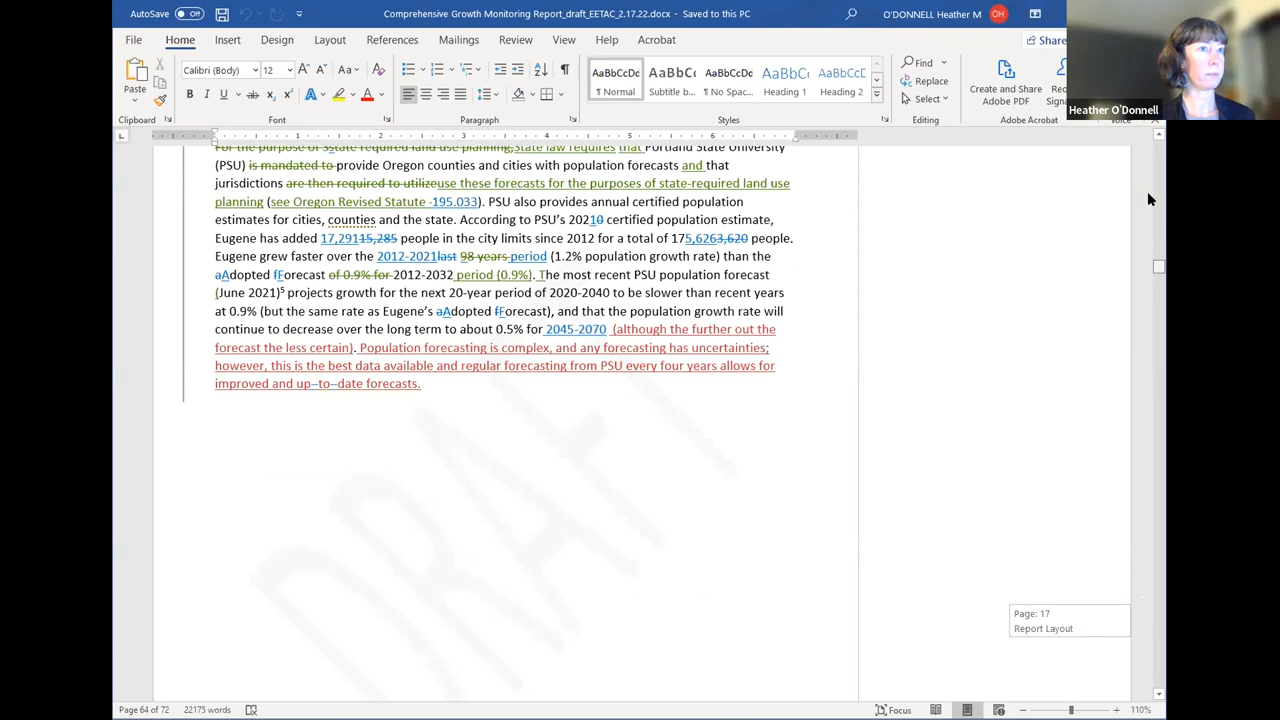 AutoSave Off
Comprehensive Growth Monitoring Report_draft_EETAC_2.17.22.docx - Saved to this PC
O'DONNELL Heather M OH
File Home Insert Design Layout References Mailings Review View Help Acrobat Share
Paste
Calibri (Body) 12
Find
Replace
Select
AaBbCcDd AaBbCc AaBbCcDd AaBbCc AaBbCcD
¶ Normal Subtitle b... ¶ No Spac... Heading 1 Heading 2
Create and Share
Adobe PDF
Clipboard Font Paragraph Styles Editing Adobe Acrobat
Heather O'Donnell
1 2 3 4 5 6
For the purpose of Sstate required land use planning,State law requires that Portland State University
(PSU) is mandated to provide Oregon counties and cities with population forecasts and that
jurisdictions are then required to utilizeuse these forecasts for the purposes of state-required land use
planning (see Oregon Revised Statute -195.033). PSU also provides annual certified population
estimates for cities, counties and the state. According to PSU's 20210 certified population estimate,
Eugene has added 17,29115,285 people in the city limits since 2012 for a total of 175,6263,620 people.
Eugene grew faster over the 2012-2021last 98 years period (1.2% population growth rate) than the
aAdopted fForecast of 0.9% for 2012-2032 period (0.9%). The most recent PSU population forecast
(June 2021)5 projects growth for the next 20-year period of 2020-2040 to be slower than recent years
at 0.9% (but the same rate as Eugene's aAdopted fForecast), and that the population growth rate will
continue to decrease over the long term to about 0.5% for 2045-2070 (although the further out the
forecast the less certain). Population forecasting is complex, and any forecasting has uncertainties;
however, this is the best data available and regular forecasting from PSU every four years allows for
improved and up--to--date forecasts.
DRAFT
Page: 17
Report Layout
Page 64 of 72 22175 words Focus 110%